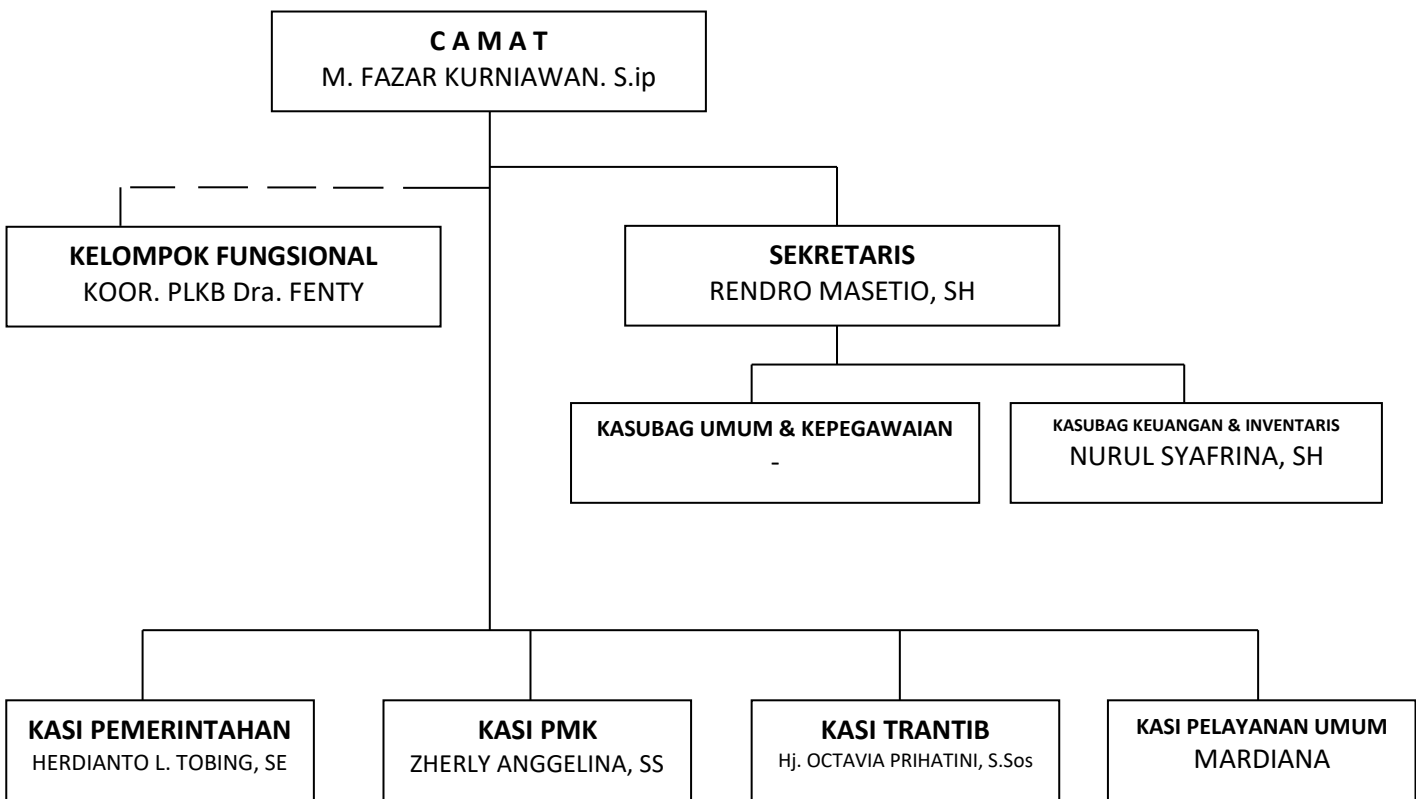 C A M A T
M. FAZAR KURNIAWAN. S.ip
KELOMPOK FUNGSIONAL
KOOR. PLKB Dra. FENTY
SEKRETARIS
RENDRO MASETIO, SH
KASUBAG UMUM & KEPEGAWAIAN
-
KASUBAG KEUANGAN & INVENTARIS
NURUL SYAFRINA, SH
KASI PEMERINTAHAN
HERDIANTO L. TOBING, SE
KASI PMK
ZHERLY ANGGELINA, SS
KASI TRANTIB
Hj. OCTAVIA PRIHATINI, S.Sos
KASI PELAYANAN UMUM
MARDIANA